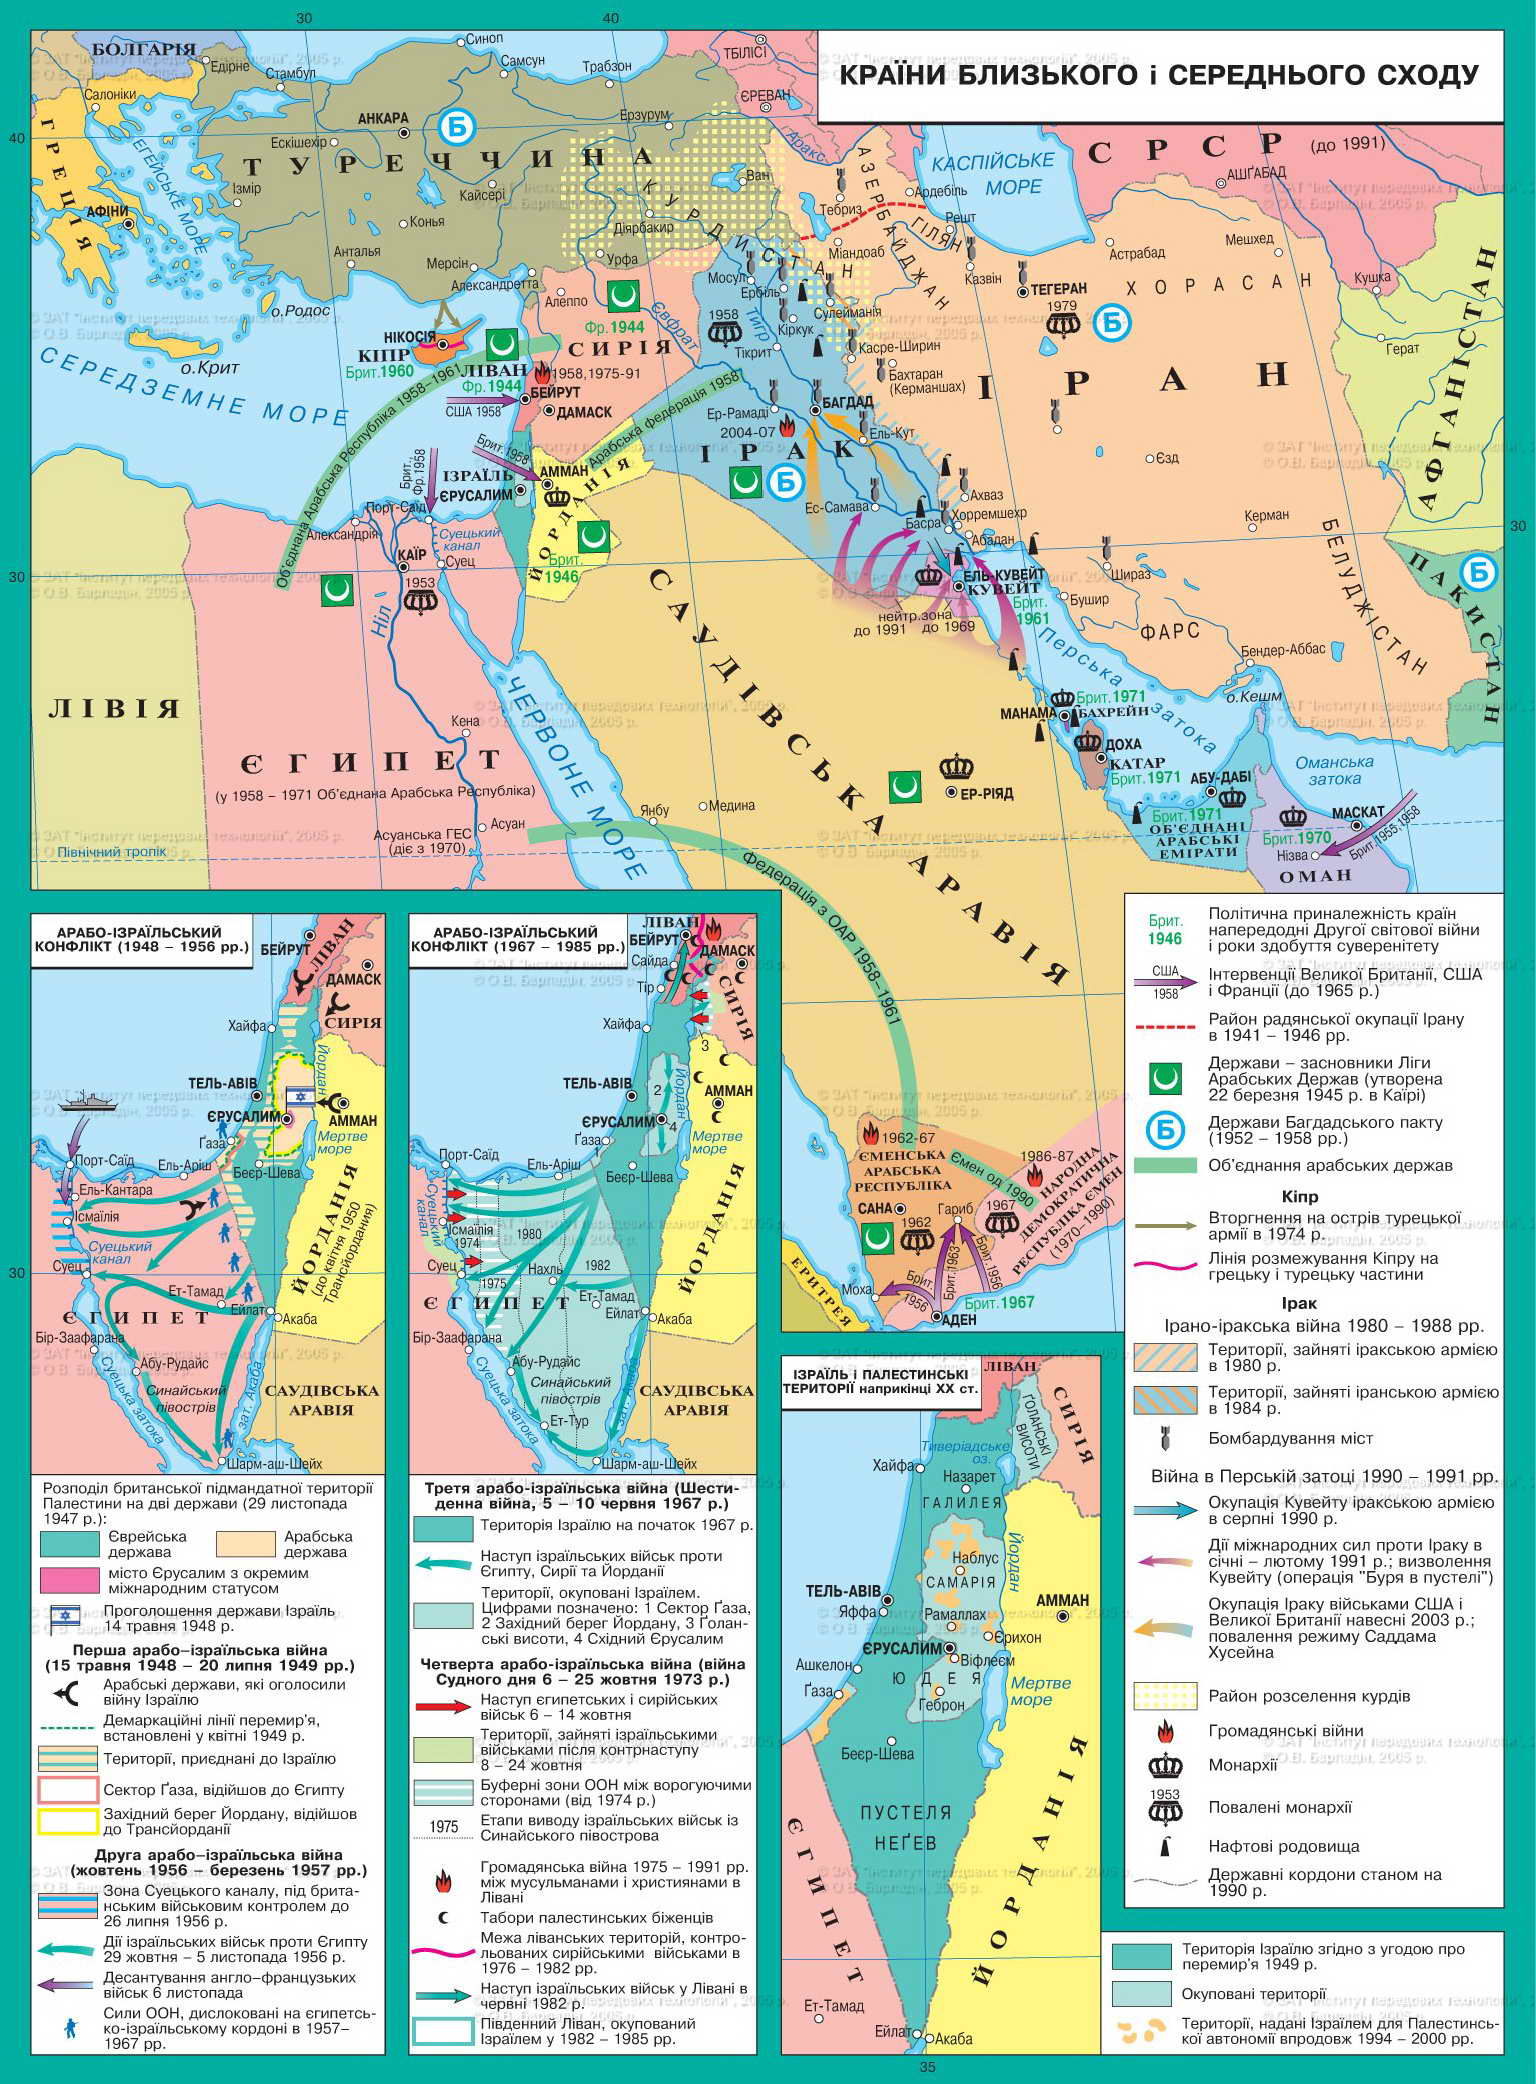 30
40
КРАЇНИ БЛИЗЬКОГО і СЕРЕДНЬОГО СХОДУ
БОЛГАРІЯ
Едірне
Стамбул
Синоп
Самсун
Трабзон
ТБІЛІСІ
ЄРЕВАН
Салоніки
АНКАРА
Б
Ерзурум
Ескішехір
40
ГРЕЦІЯ
ЕГЕЙСЬКЕ МОРЕ
ТУРЕЧЧИНА
Аракс
АЗЕРБАЙДЖАН
КАСПІЙСЬКЕ
МОРЕ
СРСР
(до 1991)
АШҐАБАД
Ізмір
Кайсері
Ван
Тебриз
Ардебіль
АФІНИ
Конья
КУРДИСТАН
Діярбакир
ГІЛЯН
Решт
Анталья
Мерсін
Урфа
Міандоаб
Астрабад
Мешхед
Александретта
Алеппо
Мосул
Ербіль
Казвін
ТЕГЕРАН
1979
Б
ХОРАСАН
Кушка
о.Родос
Фр.1944
Євфрат
Тигр
1958
Сулейманія
Кіркук
НІКОСІЯ
КІПР
Брит.1960
о.Крит
СИРІЯ
Тікрит
Касре-Ширин
Герат
АФГАНІСТАН
СЕРЕДЗЕМНЕ МОРЕ
ЛІВАН
Фр.1944
1958,1975-91
БЕЙРУТ
США 1958
ДАМАСК
Бахтаран
(Керманшах)
ІРАН
Об'єднана Арабська Республіка 1958–1961
Арабська федерація 1958
Ер-Рамаді
БАГДАД
2004-07
ІРАК
Ель-Кут
Брит.,
Фр.1958
Брит.1958
ІЗРАЇЛЬ
ЄРУСАЛИМ
АММАН
ЙОРДАНІЯ
Б
Єзд
Порт-Саїд
Александрія
Суецький
канал
Суец
КАЇР
1953
Брит.
1946
Ес-Самава
Ахваз
Басра
Хорремшехр
Абадан
Керман
30
30
Ніл
ЕЛЬ-КУВЕЙТ
КУВЕЙТ
Брит.
1961
Шираз
Бушир
нейтр.зона
до 1991
до 1969
ФАРС
БЕЛУДЖІСТАН
ПАКИСТАН
Б
Перська затока
Бендер-Аббас
о.Кешм
ЛІВІЯ
Кена
ЧЕРВОНЕ МОРЕ
САУДІВСЬКА АРАВІЯ
Брит.1971
МАНАМА
БАХРЕЙН
ДОХА
КАТАР
Брит.1971
ЄГИПЕТ
(у 1958 – 1971 Об'єднана Арабська Республіка)
ЕР-РІЯД
АБУ-ДАБІ
Брит.1971
ОБ'ЄДНАНІ
АРАБСЬКІ
ЕМІРАТИ
Оманська
затока
МАСКАТ
Брит.1970
Нізва
Брит.1955,1958
ОМАН
Янбу
Медина
Асуанська ГЕС
(діє з 1970)
Асуан
Північний тропік
Федерація з ОАР 1958–1961
1962-67
ЄМЕНСЬКА
АРАБСЬКА
РЕСПУБЛІКА
Ємен од 1990
1986-87
НАРОДНА
ДЕМОКРАТИЧНА
РЕСПУБЛІКА ЄМЕН
(1970–1990)
САНА
1962
Гариб
1967
Моха
Брит.
1956
Брит.1963
Брит.1956
Брит.1967
АДЕН
ЕРИТРЕЯ
Брит.
1946
Політична приналежність країн
напередодні Другої світової війни
і роки здобуття суверенітету
США
1958
Інтервенції Великої Британії, США
і Франції (до 1965 р.)
Район радянської окупації Ірану
в 1941 – 1946 рр.
Держави – засновники Ліги
Арабських Держав (утворена
22 березня 1945 р. в Каїрі)
Б
Держави Багдадського пакту
(1952 – 1958 рр.)
Об'єднання арабських держав
Кіпр
Вторгнення на острів турецької
армії в 1974 р.
Лінія розмежування Кіпру на
грецьку і турецьку частини
Ірак
Ірано-іракська війна 1980 – 1988 рр.
Території, зайняті іракською армією
в 1980 р.
Території, зайняті іранською армією
в 1984 р.
Бомбардування міст
Війна в Перській затоці 1990 – 1991 рр.
Окупація Кувейту іракською армією
в серпні 1990 р.
Дії міжнародних сил проти Іраку в
січні – лютому 1991 р.; визволення
Кувейту (операція "Буря в пустелі")
Окупація Іраку військами США і
Великої Британії навесні 2003 р.;
повалення режиму Саддама
Хусейна
Район розселення курдів
Громадянські війни
Монархії
1953
Повалені монархії
Нафтові родовища
Державні кордони станом на
1990 р.
АРАБО-ІЗРАЇЛЬСЬКИЙ
КОНФЛІКТ (1948 – 1956 рр.)
БЕЙРУТ
ЛІВАН
ДАМАСК
СИРІЯ
Хайфа
Йордан
ТЕЛЬ-АВІВ
ЄРУСАЛИМ
АММАН
Ґаза
Мертве
море
Порт-Саїд
Ель-Аріш
Беєр-Шева
Ель-Кантара
Ісмаїлія
Суецький
канал
Суец
30
ЙОРДАНІЯ
(до квітня 1950
Трансйорданія)
Ет-Тамад
Ейлат
Акаба
ЄГИПЕТ
Бір-Заафарана
Абу-Рудайс
Синайський
півострів
Суецька затока
зат. Акаба
САУДІВСЬКА
АРАВІЯ
Шарм-аш-Шейх
Розподіл британської підмандатної території
Палестини на дві держави (29 листопада
1947 р.):
Єврейська
держава
Арабська
держава
місто Єрусалим з окремим
міжнародним статусом
Проголошення держави Ізраїль
14 травня 1948 р.
Перша арабо–ізраїльська війна
(15 травня 1948 – 20 липня 1949 рр.)
Арабські держави, які оголосили
війну Ізраїлю
Демаркаційні лінії перемир'я,
встановлені у квітні 1949 р.
Території, приєднані до Ізраїлю
Сектор Ґаза, відійшов до Єгипту
Західний берег Йордану, відійшов
до Трансйорданії
Друга арабо–ізраїльська війна
(жовтень 1956 – березень 1957 рр.)
Зона Суецького каналу, під брита-
нським військовим контролем до
26 липня 1956 р.
Дії ізраїльських військ проти Єгипту
29 жовтня – 5 листопада 1956 р.
Десантування англо–французьких
військ 6 листопада
Сили ООН, дислоковані на єгипетсь-
ко-ізраїльському кордоні в 1957–
1967 рр.
АРАБО-ІЗРАЇЛЬСЬКИЙ
КОНФЛІКТ (1967 – 1985 рр.)
ЛІВАН
БЕЙРУТ
Сайда
ДАМАСК
Тір
СИРІЯ
Хайфа
3
ТЕЛЬ-АВІВ
2
Йордан
АММАН
ЄРУСАЛИМ
4
Ґаза
1
Мертве
море
Порт-Саїд
Ель-Аріш
Беєрс-Шева
Суецький
канал
Ісмаїлія
1974
1980
Суец
1975
Нахль
1982
Ет-Тамад
Ейлат
Акаба
ЙОРДАНІЯ
ЄГИПЕТ
Бір-Заафарана
Абу-Рудайс
Синайський
півострів
Ет-Тур
Суецька затока
зат. Акаба
САУДІВСЬКА
АРАВІЯ
Шарм-аш-Шейх
Третя арабо-ізраїльська війна (Шести-
денна війна, 5 – 10 червня 1967 р.)
Територія Ізраїлю на початок 1967 р.
Наступ ізраїльських військ проти
Єгипту, Сирії та Йорданії
Території, окуповані Ізраїлем.
Цифрами позначено: 1 Сектор Ґаза,
2 Західний берег Йордану, 3 Ґолан-
ські висоти, 4 Східний Єрусалим
Четверта арабо-ізраїльська війна (війна
Судного дня 6 – 25 жовтня 1973 р.)
Наступ єгипетських і сирійських
військ 6 – 14 жовтня
Території, зайняті ізраїльськими
військами після контрнаступу
8 – 24 жовтня
Буферні зони ООН між ворогуючими
сторонами (від 1974 р.)
1975
Етапи виводу ізраїльських військ із
Синайського півострова
Громадянська війна 1975 – 1991 рр.
між мусульманами і християнами в
Лівані
Табори палестинських біженців
Межа ліванських територій, контро-
льованих сирійськими військами в
1976 – 1982 рр.
Наступ ізраїльських військ у Лівані в
червні 1982 р.
Південний Ліван, окупований
Ізраїлем у 1982 – 1985 рр.
ІЗРАЇЛЬ і ПАЛЕСТИНСЬКІ
ТЕРИТОРІЇ наприкінці ХХ ст.
ЛІВАН
СИРІЯ
ҐОЛАНСЬКІ
ВИСОТИ
Тиверіадське
оз.
Хайфа
Назарет
ГАЛИЛЕЯ
Йордан
Наблус
САМАРІЯ
ТЕЛЬ-АВІВ
Яффа
АММАН
Рамаллах
ЄРУСАЛИМ
Єрихон
Ашкелон
Віфлеєм
ЮДЕЯ
Мертве
море
Ґаза
Геброн
Беєр-Шева
ПУСТЕЛЯ
НЕҐЕВ
ЄГИПЕТ
ЙОРДАНІЯ
Ет-Тамад
Ейлат
Акаба
35
Територія Ізраїлю згідно з угодою про
перемир'я 1949 р.
Окуповані території
Території, надані Ізраїлем для Палестинсь-
кої автономії впродовж 1994 – 2000 рр.
© ЗАТ "Інститут передових технологій", 2005 р.
© О.В. Барладін, 2005 р.